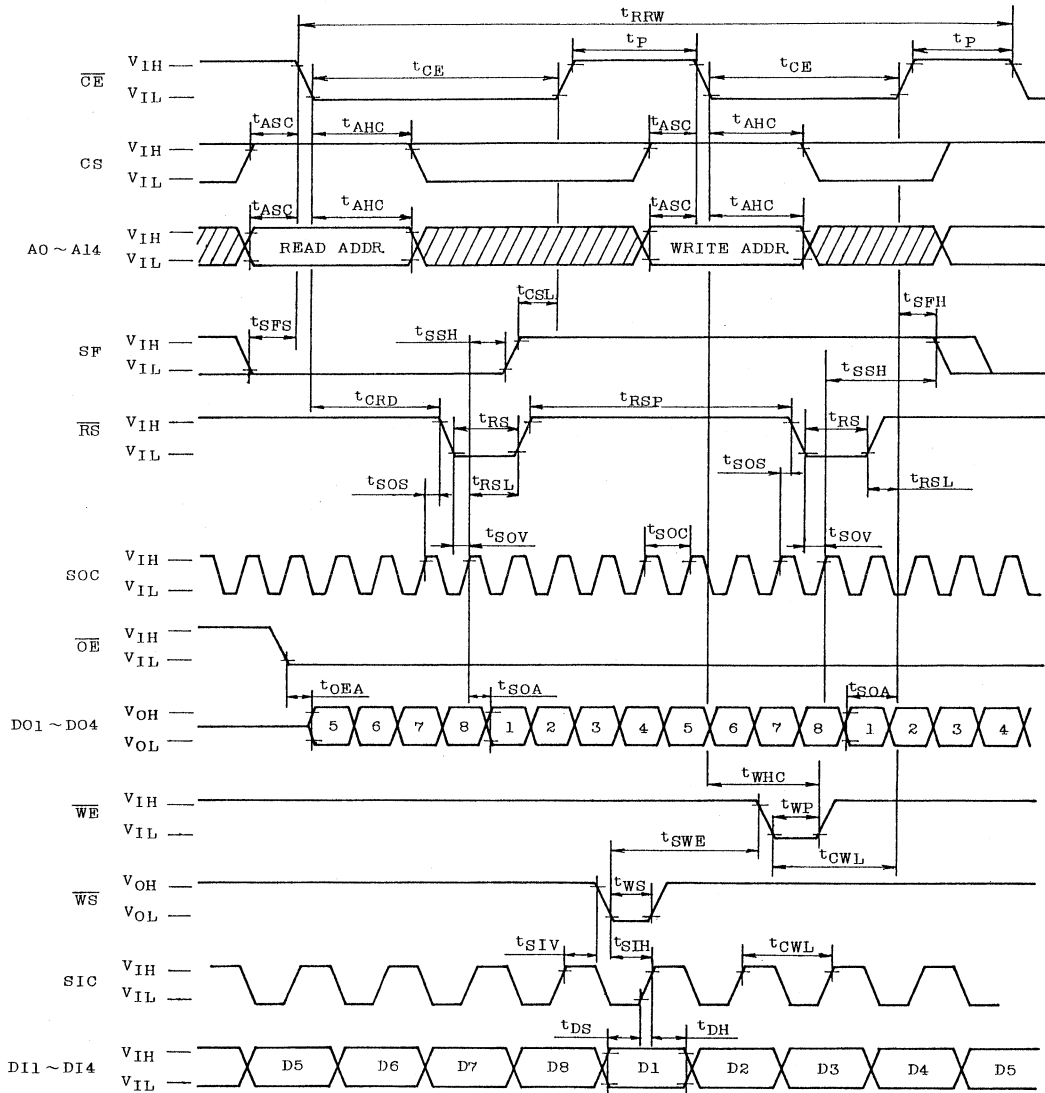 tRRW
tP tP
tCE tCE
CE VIH
VIL
tASC tAHC tASC tAHC
CS VIH
VIL
tASC tAHC tASC tAHC
A0~A14 VIH
VIL
READ ADDR. WRITE ADDR.
tCSL
tSFS tSSH tSFH
SF VIH
VIL
tSSH
tCRD tRSP
RS VIH
VIL
tRS tRS
tSOS tRSL tSOS tRSL
tSOV tSOC tSOV
SOC VIH
VIL
OE VIH
VIL
tOEA tSOA tSOA
DO1~DO4 VOH
VOL
5 6 7 8 1 2 3 4 5 6 7 8 1 2 3 4
tWHC
WE VIH
VIL
tWP
tSWE tCWL
WS VOH
VOL
tWS
tSIV tSIH tCWL
SIC VIH
VIL
tDS tDH
DI1~DI4 VIH
VIL
D5 D6 D7 D8 D1 D2 D3 D4 D5